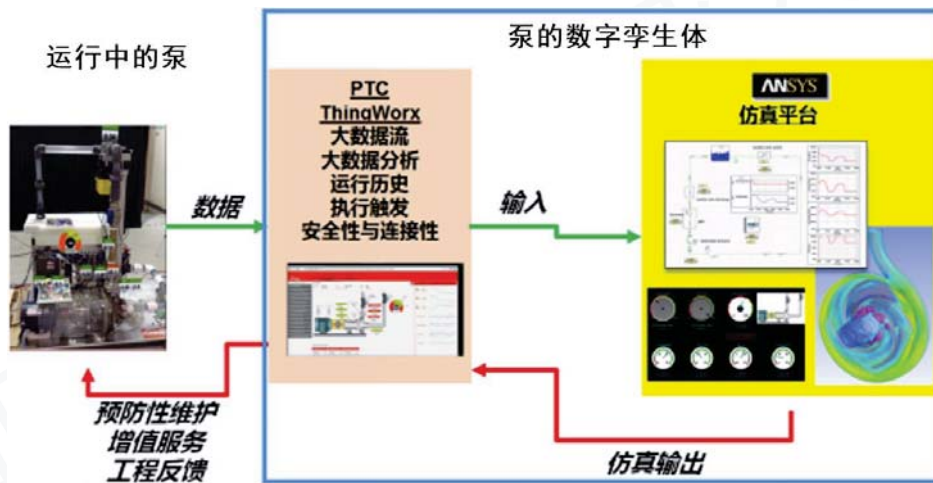 运行中的泵
泵的数字孪生体
PTC
ThingWorx
大数据流
大数据分析
运行历史
执行触发
安全性与连接性
ANSYS
仿真平台
数据
输入
预防性维护
增值服务
工程反馈
仿真输出